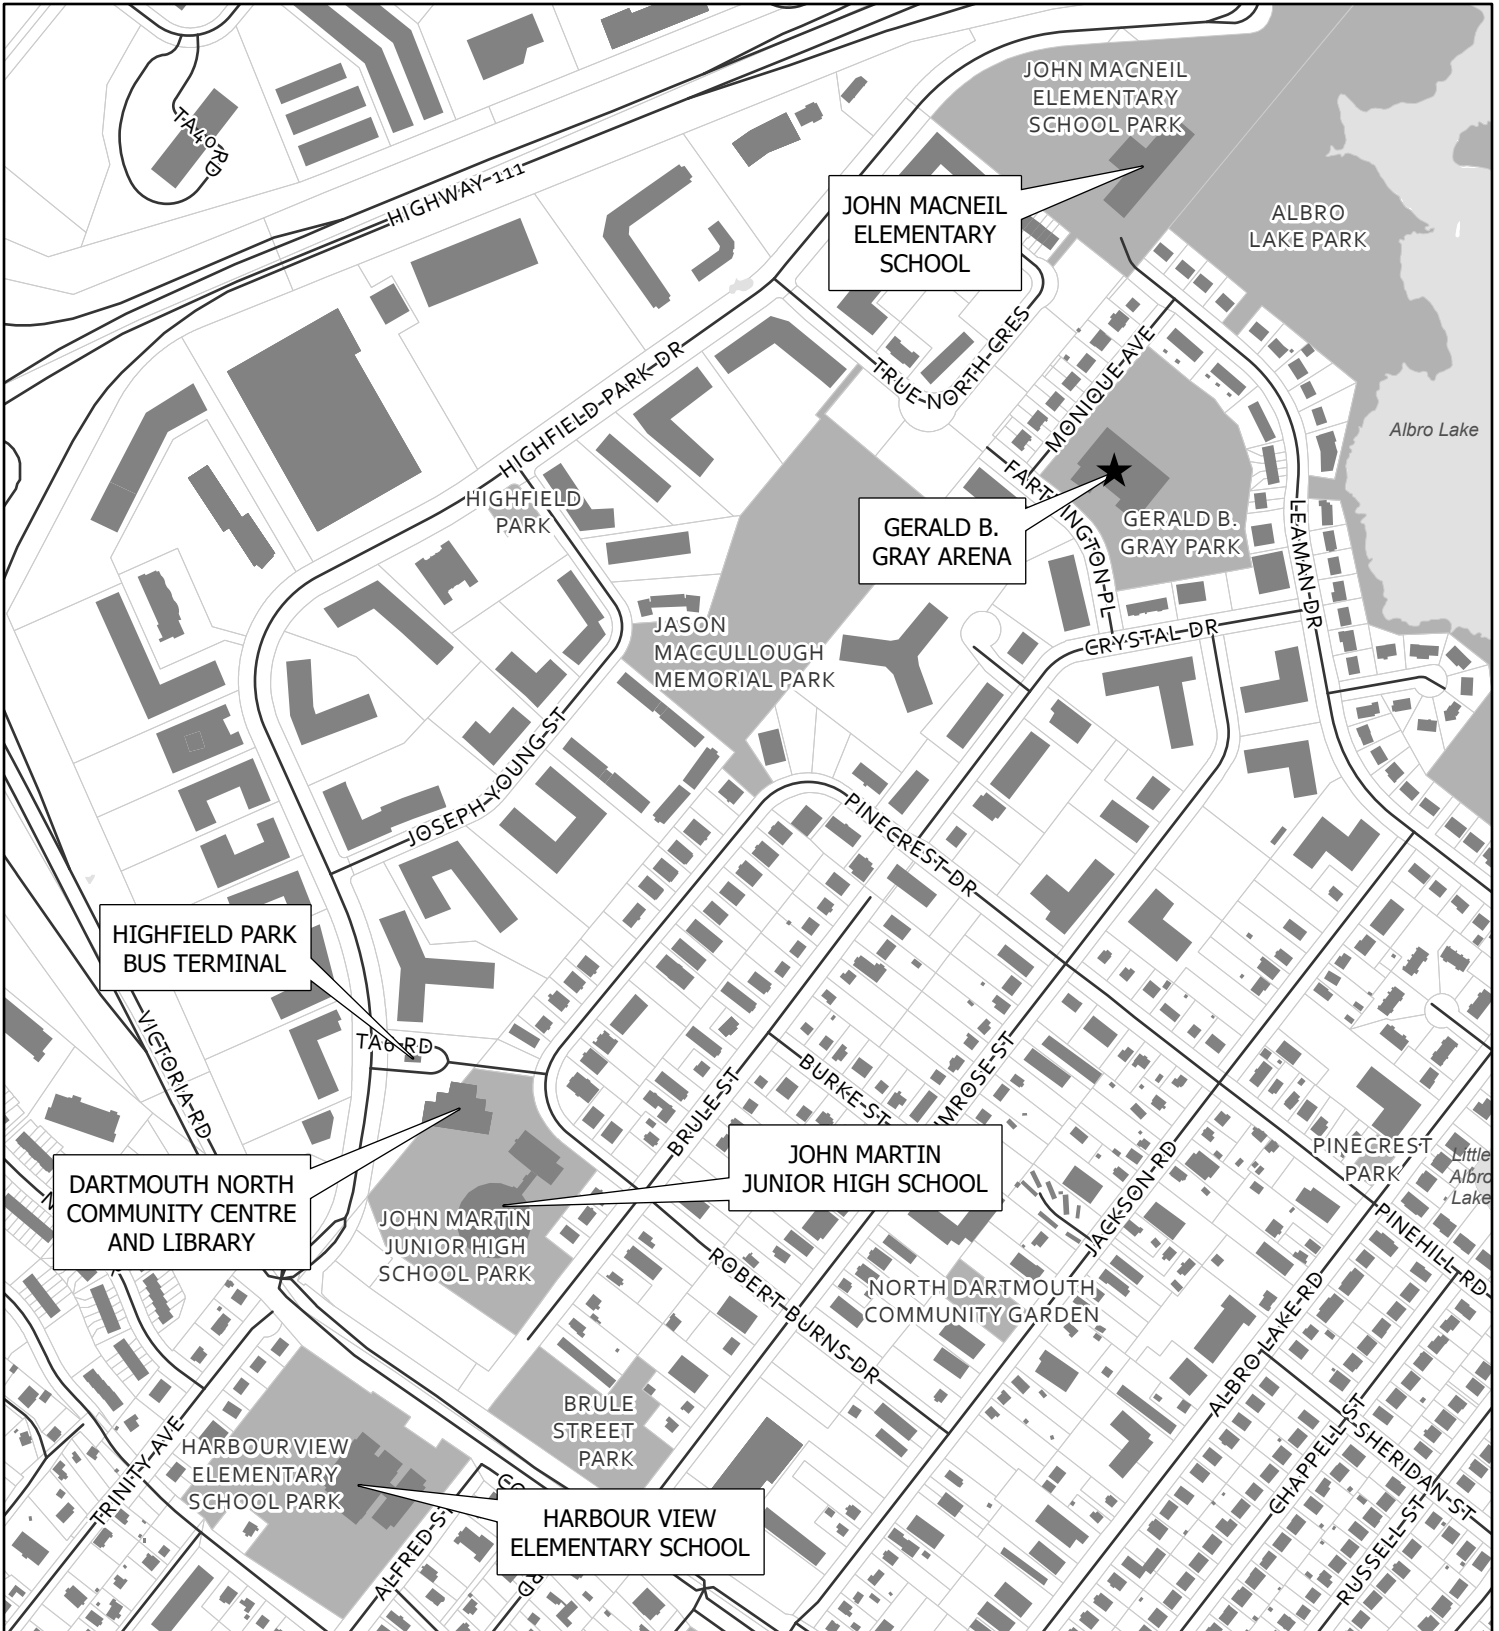 JOHN MACNEIL
ELEMENTARY
SCHOOL PARK
TA40 RD
HIGHWAY 111
JOHN MACNEIL
ELEMENTARY
SCHOOL
ALBRO
LAKE PARK
TRUE NORTH CRES
MONIQUE AVE
HIGHFIELD PARK DR
Albro Lake
HIGHFIELD
PARK
GERALD B.
GRAY ARENA
GERALD B.
GRAY PARK
LEAMAN DR
JASON
MACCULLOUGH
MEMORIAL PARK
CRYSTAL DR
JOSEPH YOUNG ST
PINECREST DR
HIGHFIELD PARK
BUS TERMINAL
TA6 RD
VICTORIA RD
BRULE ST
BURKE ST
JOHN MARTIN
JUNIOR HIGH SCHOOL
PINECREST
PARK
Little
Albro
Lake
DARTMOUTH NORTH
COMMUNITY CENTRE
AND LIBRARY
JOHN MARTIN
JUNIOR HIGH
SCHOOL PARK
JACKSON RD
PINEHILL RD
ROBERT BURNS DR
NORTH DARTMOUTH
COMMUNITY GARDEN
ALBRO LAKE RD
BRULE
STREET
PARK
CHAPPELL ST
SHERIDAN ST
RUSSELL ST
HARBOUR VIEW
ELEMENTARY
SCHOOL PARK
TRINITY AVE
ALFRED ST
HARBOUR VIEW
ELEMENTARY SCHOOL